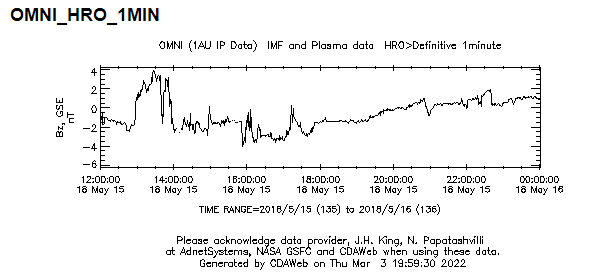 OMNI_HRO_1MIN
OMNI (1AU IP Data)  IMF and Plasma data  HRO>Definitive 1minute
4
2
0
-2
-4
-6
Bz, GSE
nT
12:00:00 14:00:00 16:00:00 18:00:00 20:00:00 22:00:00 00:00:00
18 May 15 18 May 15 18 May 15 18 May 15 18 May 15 18 May 15 18 May 16
TIME RANGE=2018/5/15 (135) to 2018/5/16 (136)
Please acknowledge data provider, J.H. King, N. Papatashvilli
at AdnetSystems, NASA GSFC and CDAWeb when using these data.
Generated by CDAWeb on Thu Mar  3 19:59:30 2022